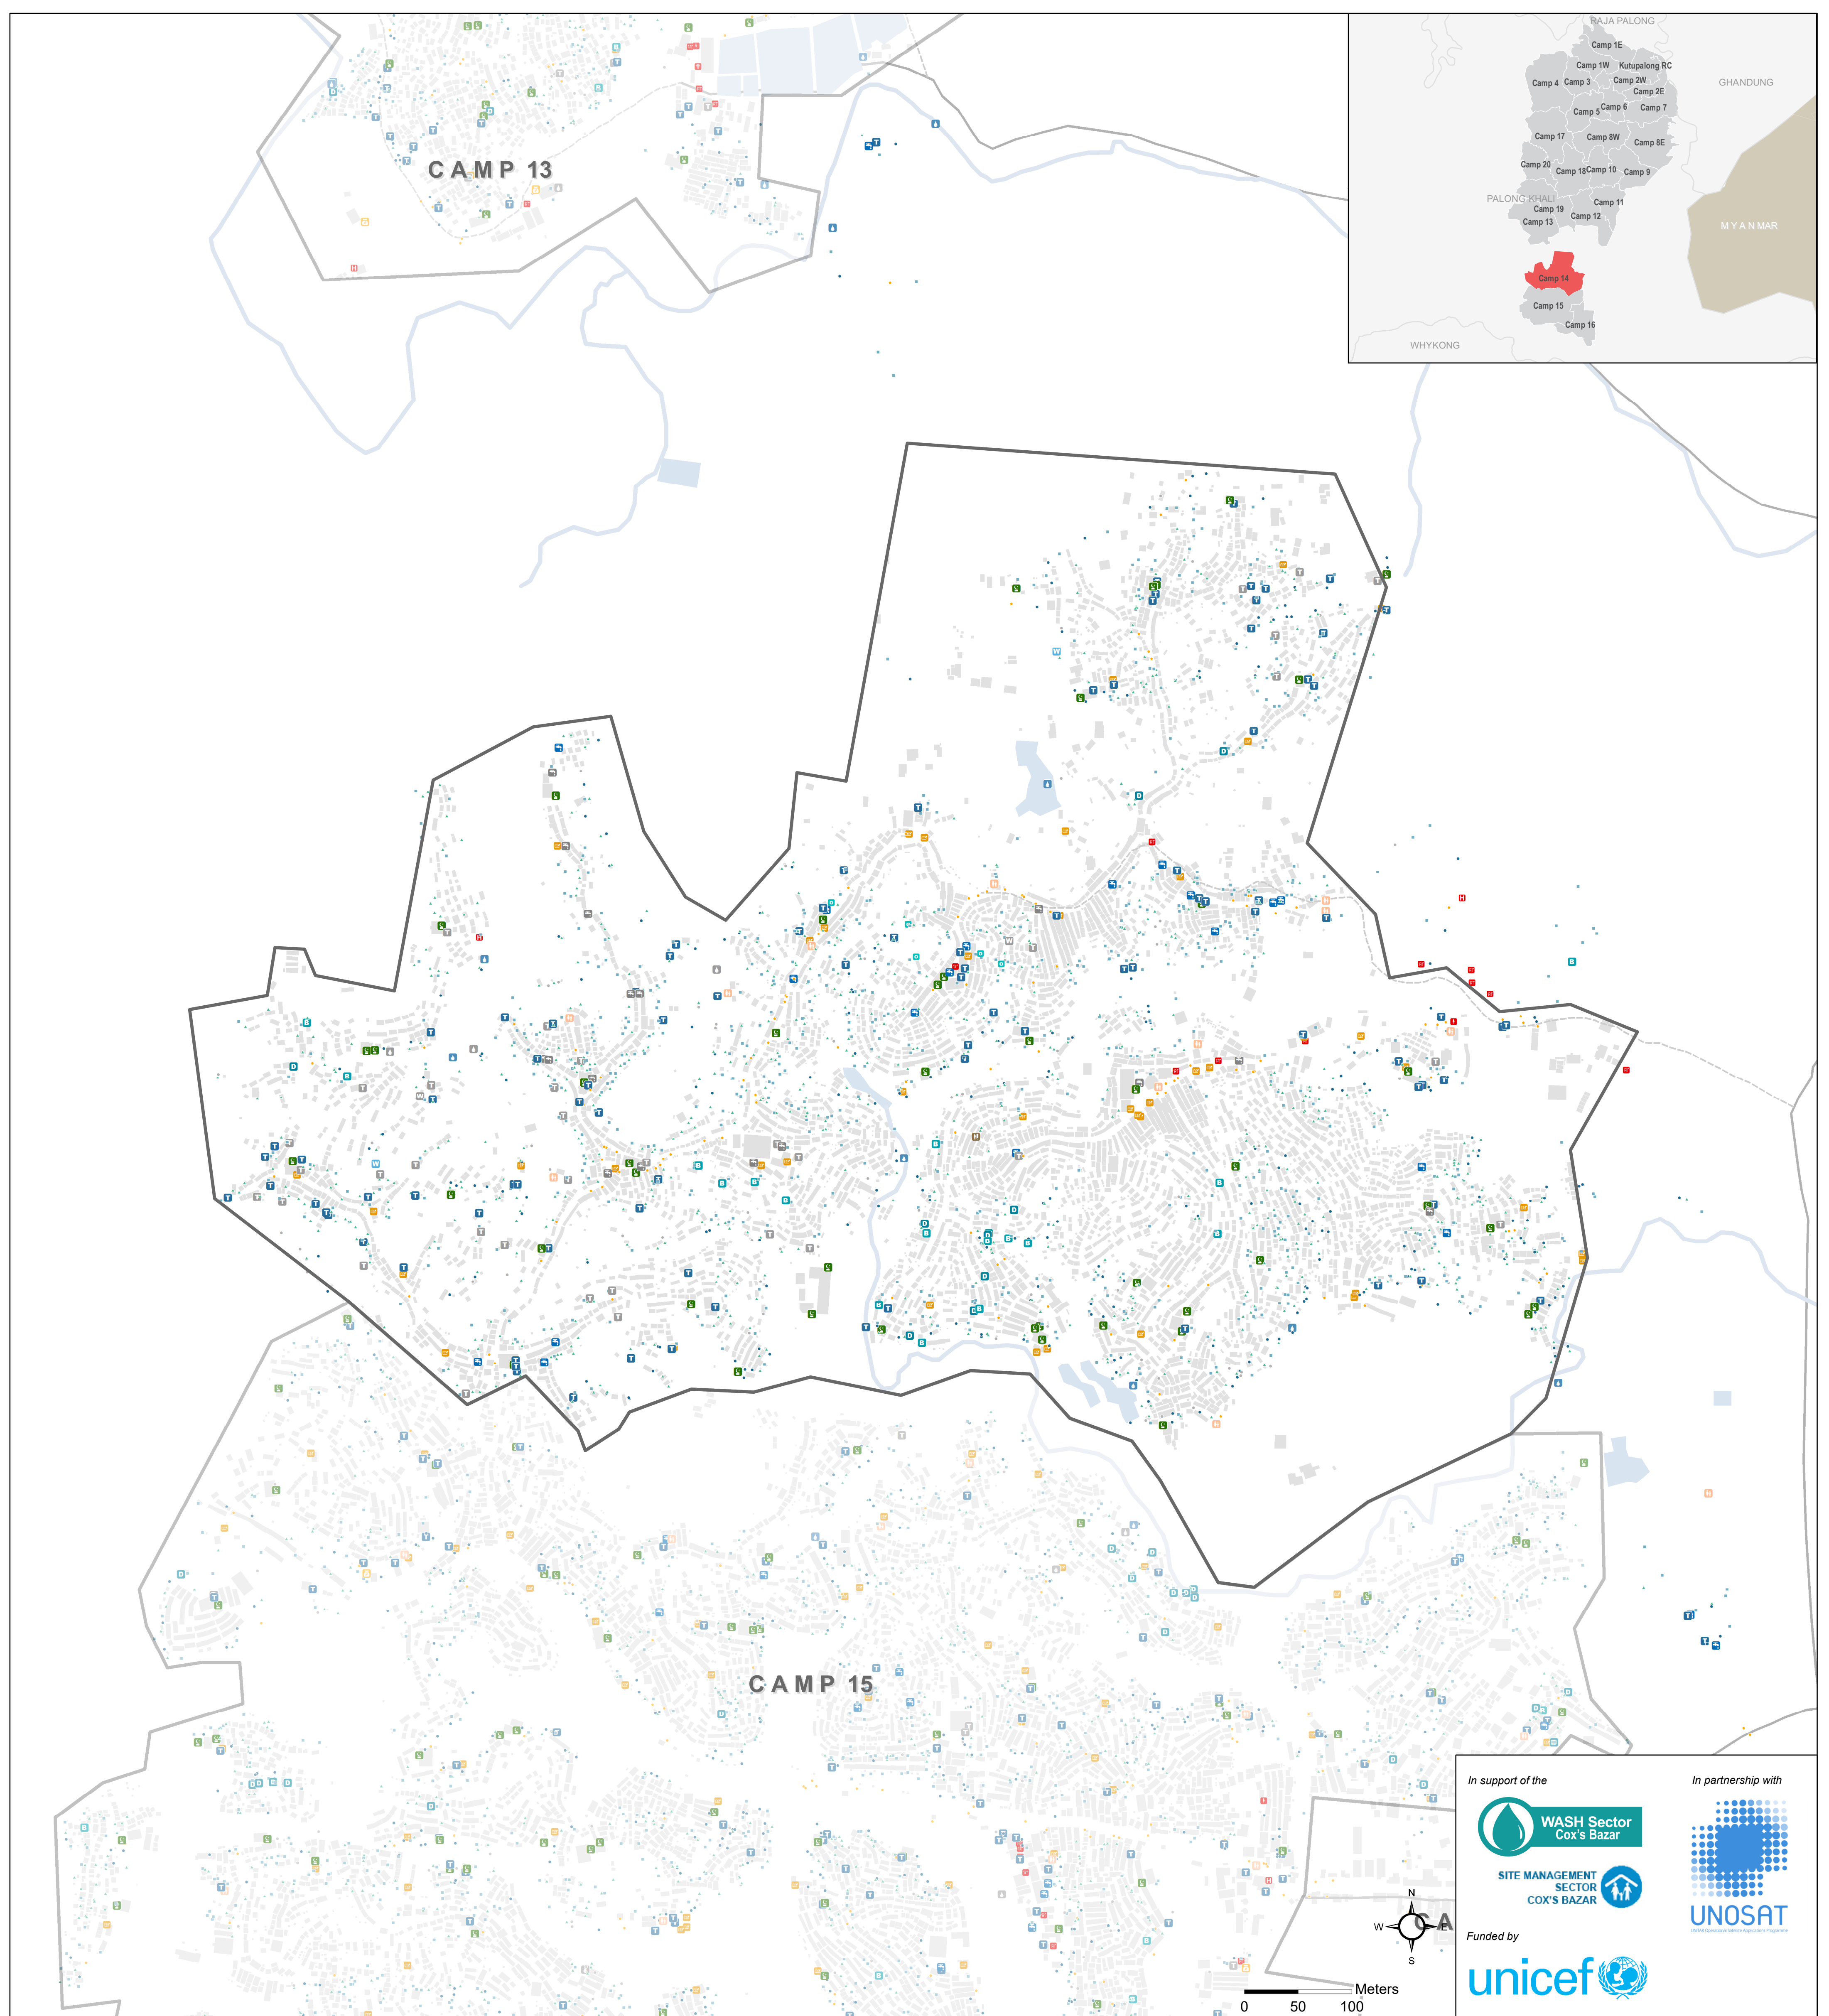 RAJA PALONG
Camp 1E
Camp 1W
Kutupalong RC
Camp 4
Camp 3
Camp 2W
GHANDUNG
Camp 2E
Camp 5
Camp 6
Camp 7
Camp 17
Camp 8W
Camp 8E
Camp 20
Camp 18
Camp 10
Camp 9
PALONG KHALI
Camp 19
Camp 11
Camp 13
Camp 12
MYANMAR
Camp 14
Camp 15
Camp 16
WHYKONG
CAMP 13
CAMP 15
CA
N
W
E
S
Meters
0 50 100
In support of the
In partnership with
WASH Sector
Cox's Bazar
SITE MANAGEMENT
SECTOR
COX'S BAZAR
UNOSAT
Funded by
unicef